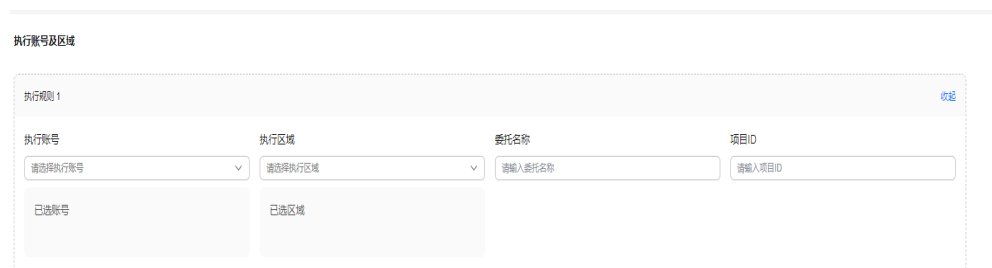 执行账号及区域
执行规则 1 收起
执行账号 执行区域 委托名称 项目ID
请选择执行账号 请选择执行区域 请输入委托名称 请输入项目ID
已选账号 已选区域